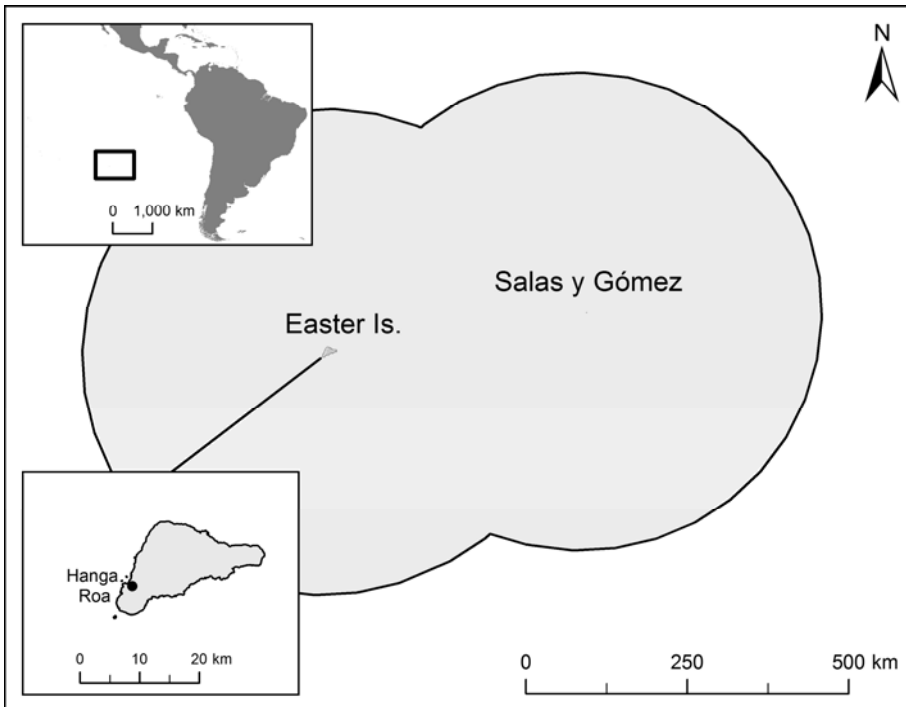 N
0 1,000 km
Salas y Gómez
Easter Is.
Hanga
Roa
0 10 20 km
0 250 500 km